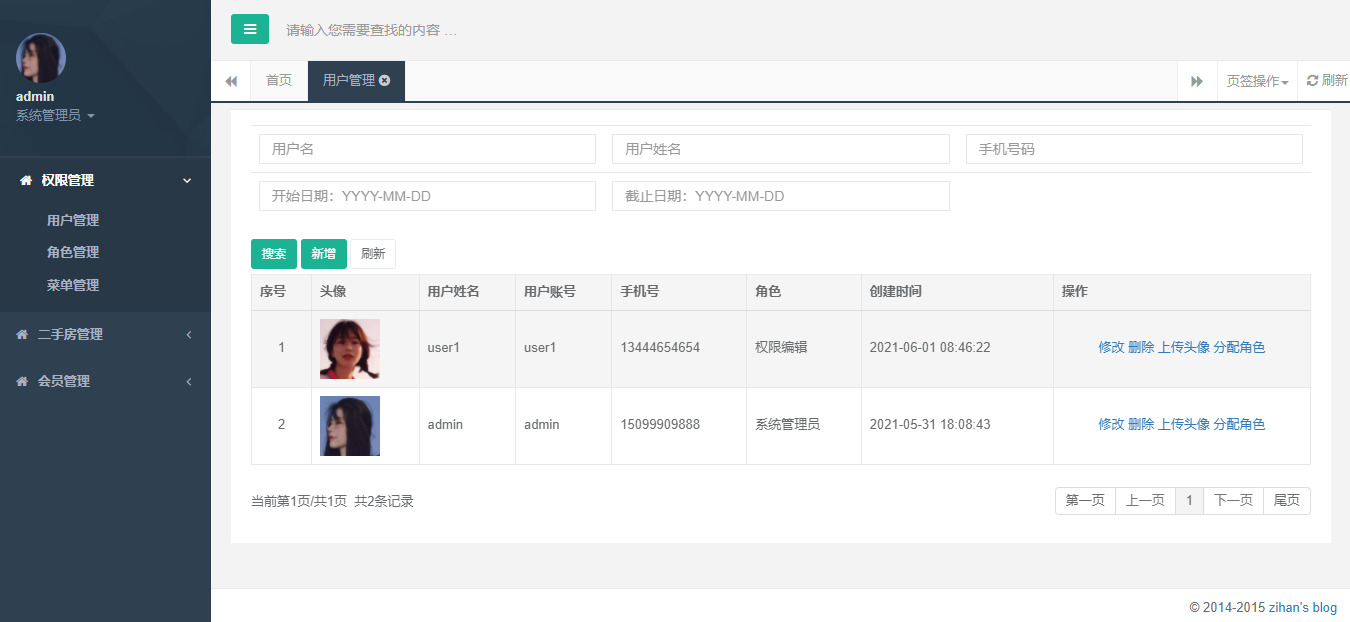 请输入您需要查找的内容 …
admin
系统管理员
首页
用户管理
页签操作
刷新
权限管理
用户管理
角色管理
菜单管理
二手房管理
会员管理
用户名 用户姓名 手机号码
开始日期：YYYY-MM-DD 截止日期：YYYY-MM-DD
搜索 新增 刷新
序号 头像 用户姓名 用户账号 手机号 角色 创建时间 操作
1 user1 user1 13444654654 权限编辑 2021-06-01 08:46:22 修改 删除 上传头像 分配角色
2 admin admin 15099909888 系统管理员 2021-05-31 18:08:43 修改 删除 上传头像 分配角色
当前第1页/共1页 共2条记录
第一页 上一页 1 下一页 尾页
© 2014-2015 zihan's blog